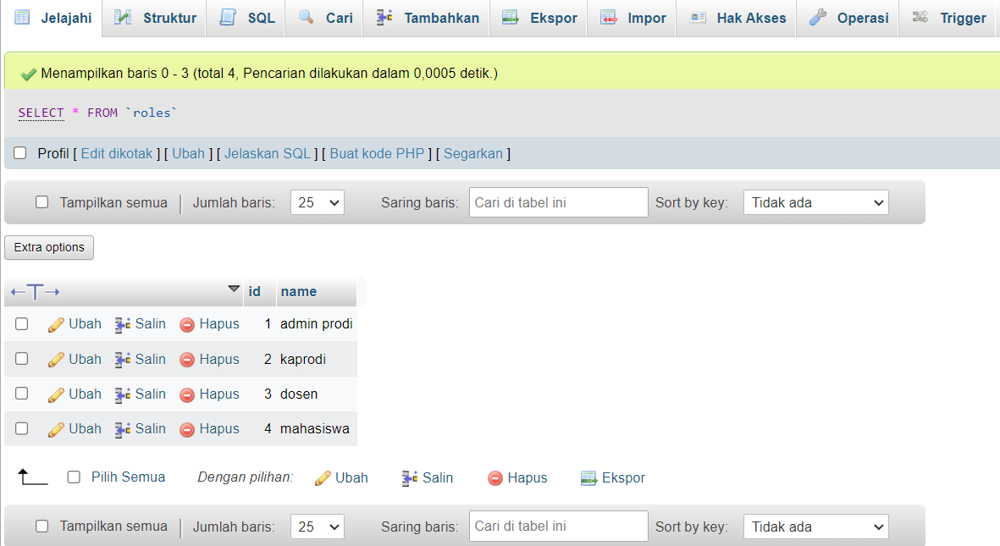 Jelajahi Struktur SQL Cari Tambahkan Ekspor Impor Hak Akses Operasi Trigger
Menampilkan baris 0 - 3 (total 4, Pencarian dilakukan dalam 0,0005 detik.)
SELECT * FROM `roles`
Profil [ Edit dikotak ] [ Ubah ] [ Jelaskan SQL ] [ Buat kode PHP ] [ Segarkan ]
Tampilkan semua Jumlah baris: 25 Saring baris: Cari di tabel ini Sort by key: Tidak ada
Extra options
←T→ id name
Ubah Salin Hapus 1 admin prodi
Ubah Salin Hapus 2 kaprodi
Ubah Salin Hapus 3 dosen
Ubah Salin Hapus 4 mahasiswa
Pilih Semua Dengan pilihan: Ubah Salin Hapus Ekspor
Tampilkan semua Jumlah baris: 25 Saring baris: Cari di tabel ini Sort by key: Tidak ada